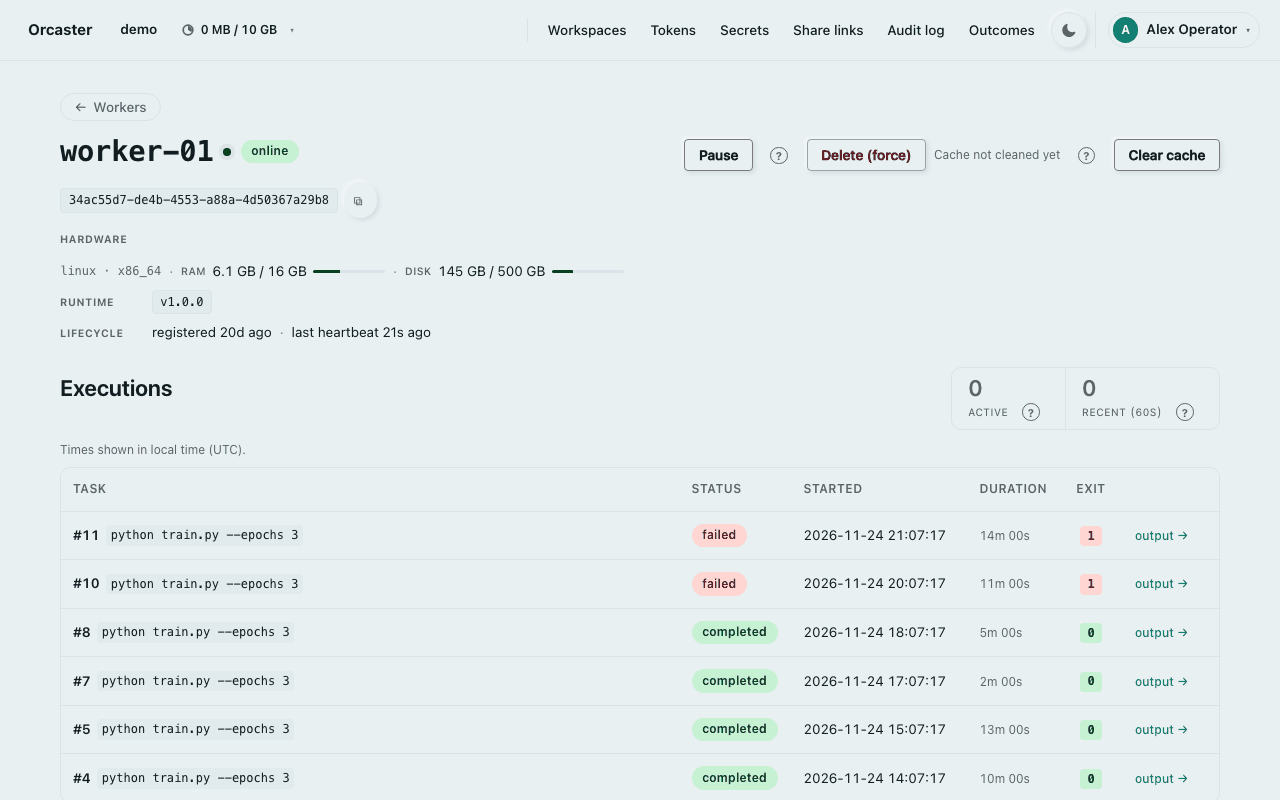 Orcaster demo 0 MB / 10 GB Workspaces Tokens Secrets Share links Audit log Outcomes A Alex Operator
← Workers
worker-01 online Pause ? Delete (force) Cache not cleaned yet ? Clear cache
34ac55d7-de4b-4553-a88a-4d50367a29b8
HARDWARE
linux · x86_64 · RAM 6.1 GB / 16 GB · DISK 145 GB / 500 GB
RUNTIME v1.0.0
LIFECYCLE registered 20d ago · last heartbeat 21s ago
Executions
0 ACTIVE ?
0 RECENT (60S) ?
Times shown in local time (UTC).
TASK STATUS STARTED DURATION EXIT
#11 python train.py --epochs 3 failed 2026-11-24 21:07:17 14m 00s 1 output →
#10 python train.py --epochs 3 failed 2026-11-24 20:07:17 11m 00s 1 output →
#8 python train.py --epochs 3 completed 2026-11-24 18:07:17 5m 00s 0 output →
#7 python train.py --epochs 3 completed 2026-11-24 17:07:17 2m 00s 0 output →
#5 python train.py --epochs 3 completed 2026-11-24 15:07:17 13m 00s 0 output →
#4 python train.py --epochs 3 completed 2026-11-24 14:07:17 10m 00s 0 output →